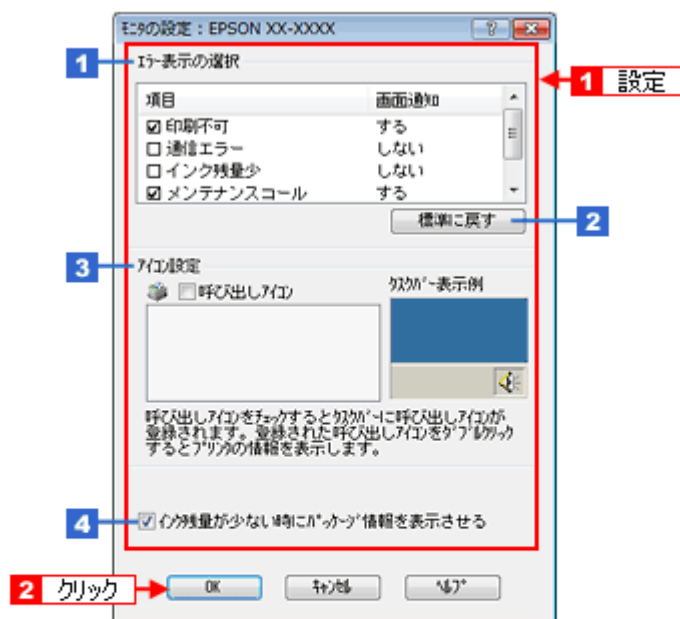 ﾓﾆﾀの設定：EPSON XX-XXXX
1 ｴﾗｰ表示の選択
1 設定
項目 画面通知
印刷不可 する
通信エラー しない
インク残量少 しない
メンテナンスコール する
標準に戻す 2
3 ｱｲｺﾝ設定
呼び出しｱｲｺﾝ ﾀｽｸﾊﾞｰ表示例
呼び出しｱｲｺﾝをﾁｪｯｸするとﾀｽｸﾊﾞｰに呼び出しｱｲｺﾝが
登録されます。登録された呼び出しｱｲｺﾝをﾀﾞﾌﾞﾙｸﾘｯｸ
するとﾌﾟﾘﾝﾀの情報を表示します。
4 ｲﾝｸ残量が少ない時にﾊﾟｯｹｰｼﾞ情報を表示させる
2 クリック OK ｷｬﾝｾﾙ ﾍﾙﾌﾟ